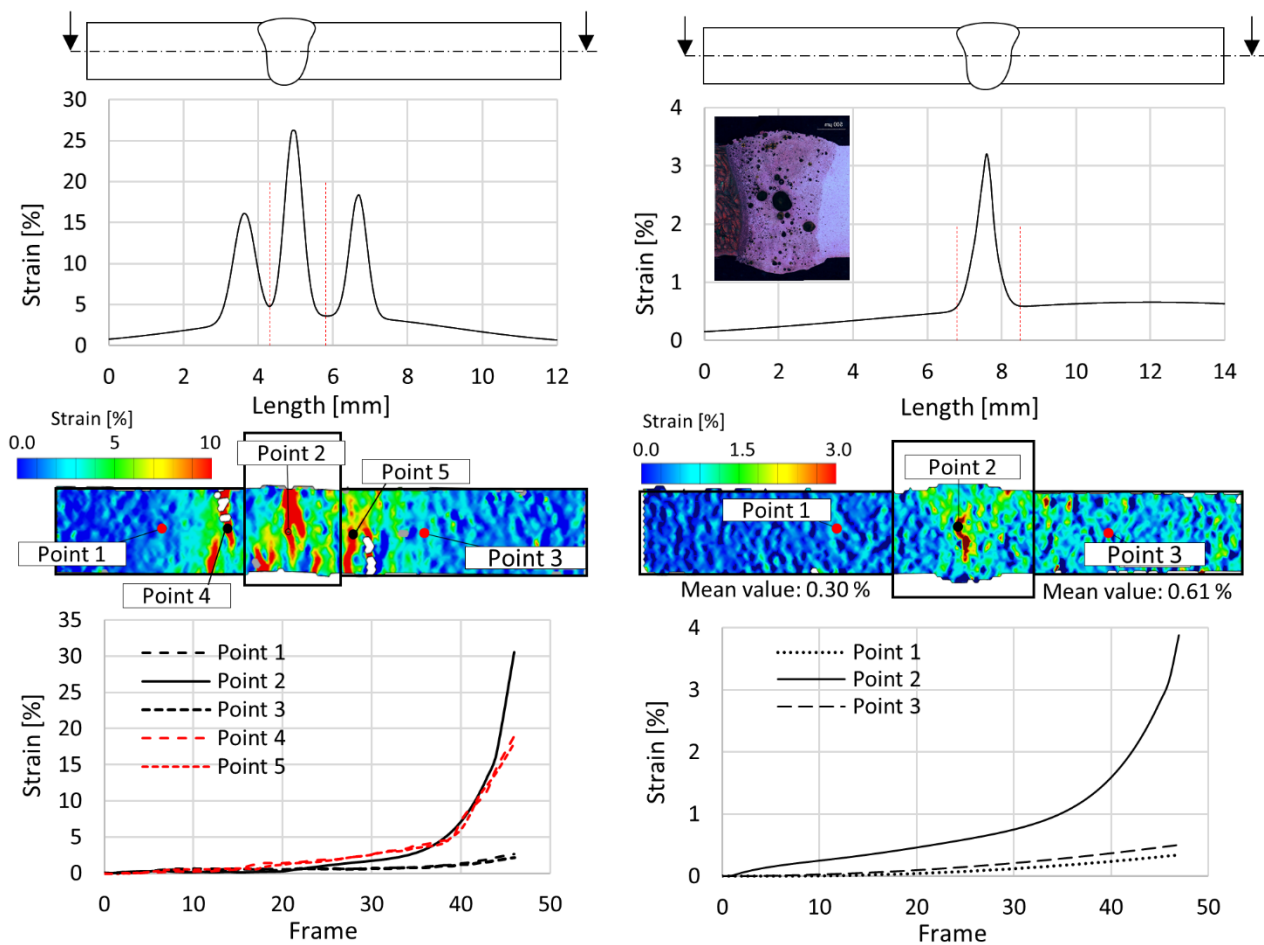 30
25
20
15
10
5
0
Strain [%]
0 2 4 6 8 10 12
Length [mm]
Strain [%]
0.0 5 10
Point 2
Point 5
Point 1
Point 3
Point 4
35
30
25
20
15
10
5
0
Strain [%]
Point 1
Point 2
Point 3
Point 4
Point 5
0 10 20 30 40 50
Frame
4
3
2
1
0
Strain [%]
500 µm
0 2 4 6 8 10 12 14
Length [mm]
Strain [%]
0.0 1.5 3.0
Point 2
Point 1
Point 3
Mean value: 0.30 % Mean value: 0.61 %
4
3
2
1
0
Strain [%]
Point 1
Point 2
Point 3
0 10 20 30 40 50
Frame